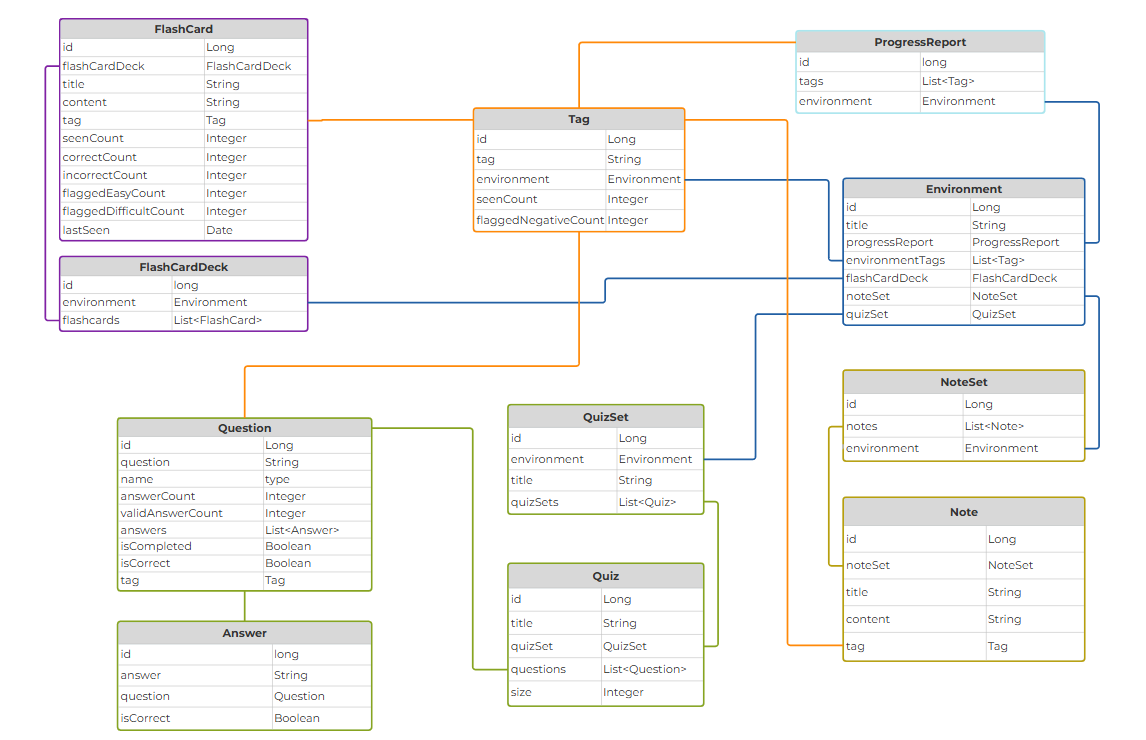 FlashCard
id Long
flashCardDeck FlashCardDeck
title String
content String
tag Tag
seenCount Integer
correctCount Integer
incorrectCount Integer
flaggedEasyCount Integer
flaggedDifficultCount Integer
lastSeen Date
FlashCardDeck
id long
environment Environment
flashcards List<FlashCard>
Tag
id Long
tag String
environment Environment
seenCount Integer
flaggedNegativeCount Integer
ProgressReport
id long
tags List<Tag>
environment Environment
Environment
id Long
title String
progressReport ProgressReport
environmentTags List<Tag>
flashCardDeck FlashCardDeck
noteSet NoteSet
quizSet QuizSet
Question
id Long
question String
name type
answerCount Integer
validAnswerCount Integer
answers List<Answer>
isCompleted Boolean
isCorrect Boolean
tag Tag
Answer
id long
answer String
question Question
isCorrect Boolean
QuizSet
id Long
environment Environment
title String
quizSets List<Quiz>
Quiz
id Long
title String
quizSet QuizSet
questions List<Question>
size Integer
NoteSet
id Long
notes List<Note>
environment Environment
Note
id Long
noteSet NoteSet
title String
content String
tag Tag